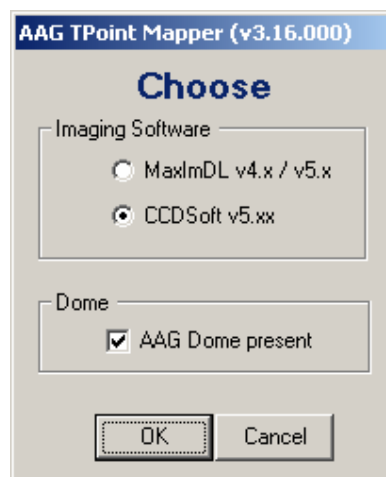 AAG TPoint Mapper (v3.16.000)
Choose
Imaging Software
MaxImDL v4.x / v5.x
CCDSoft v5.xx
Dome
AAG Dome present
OK
Cancel